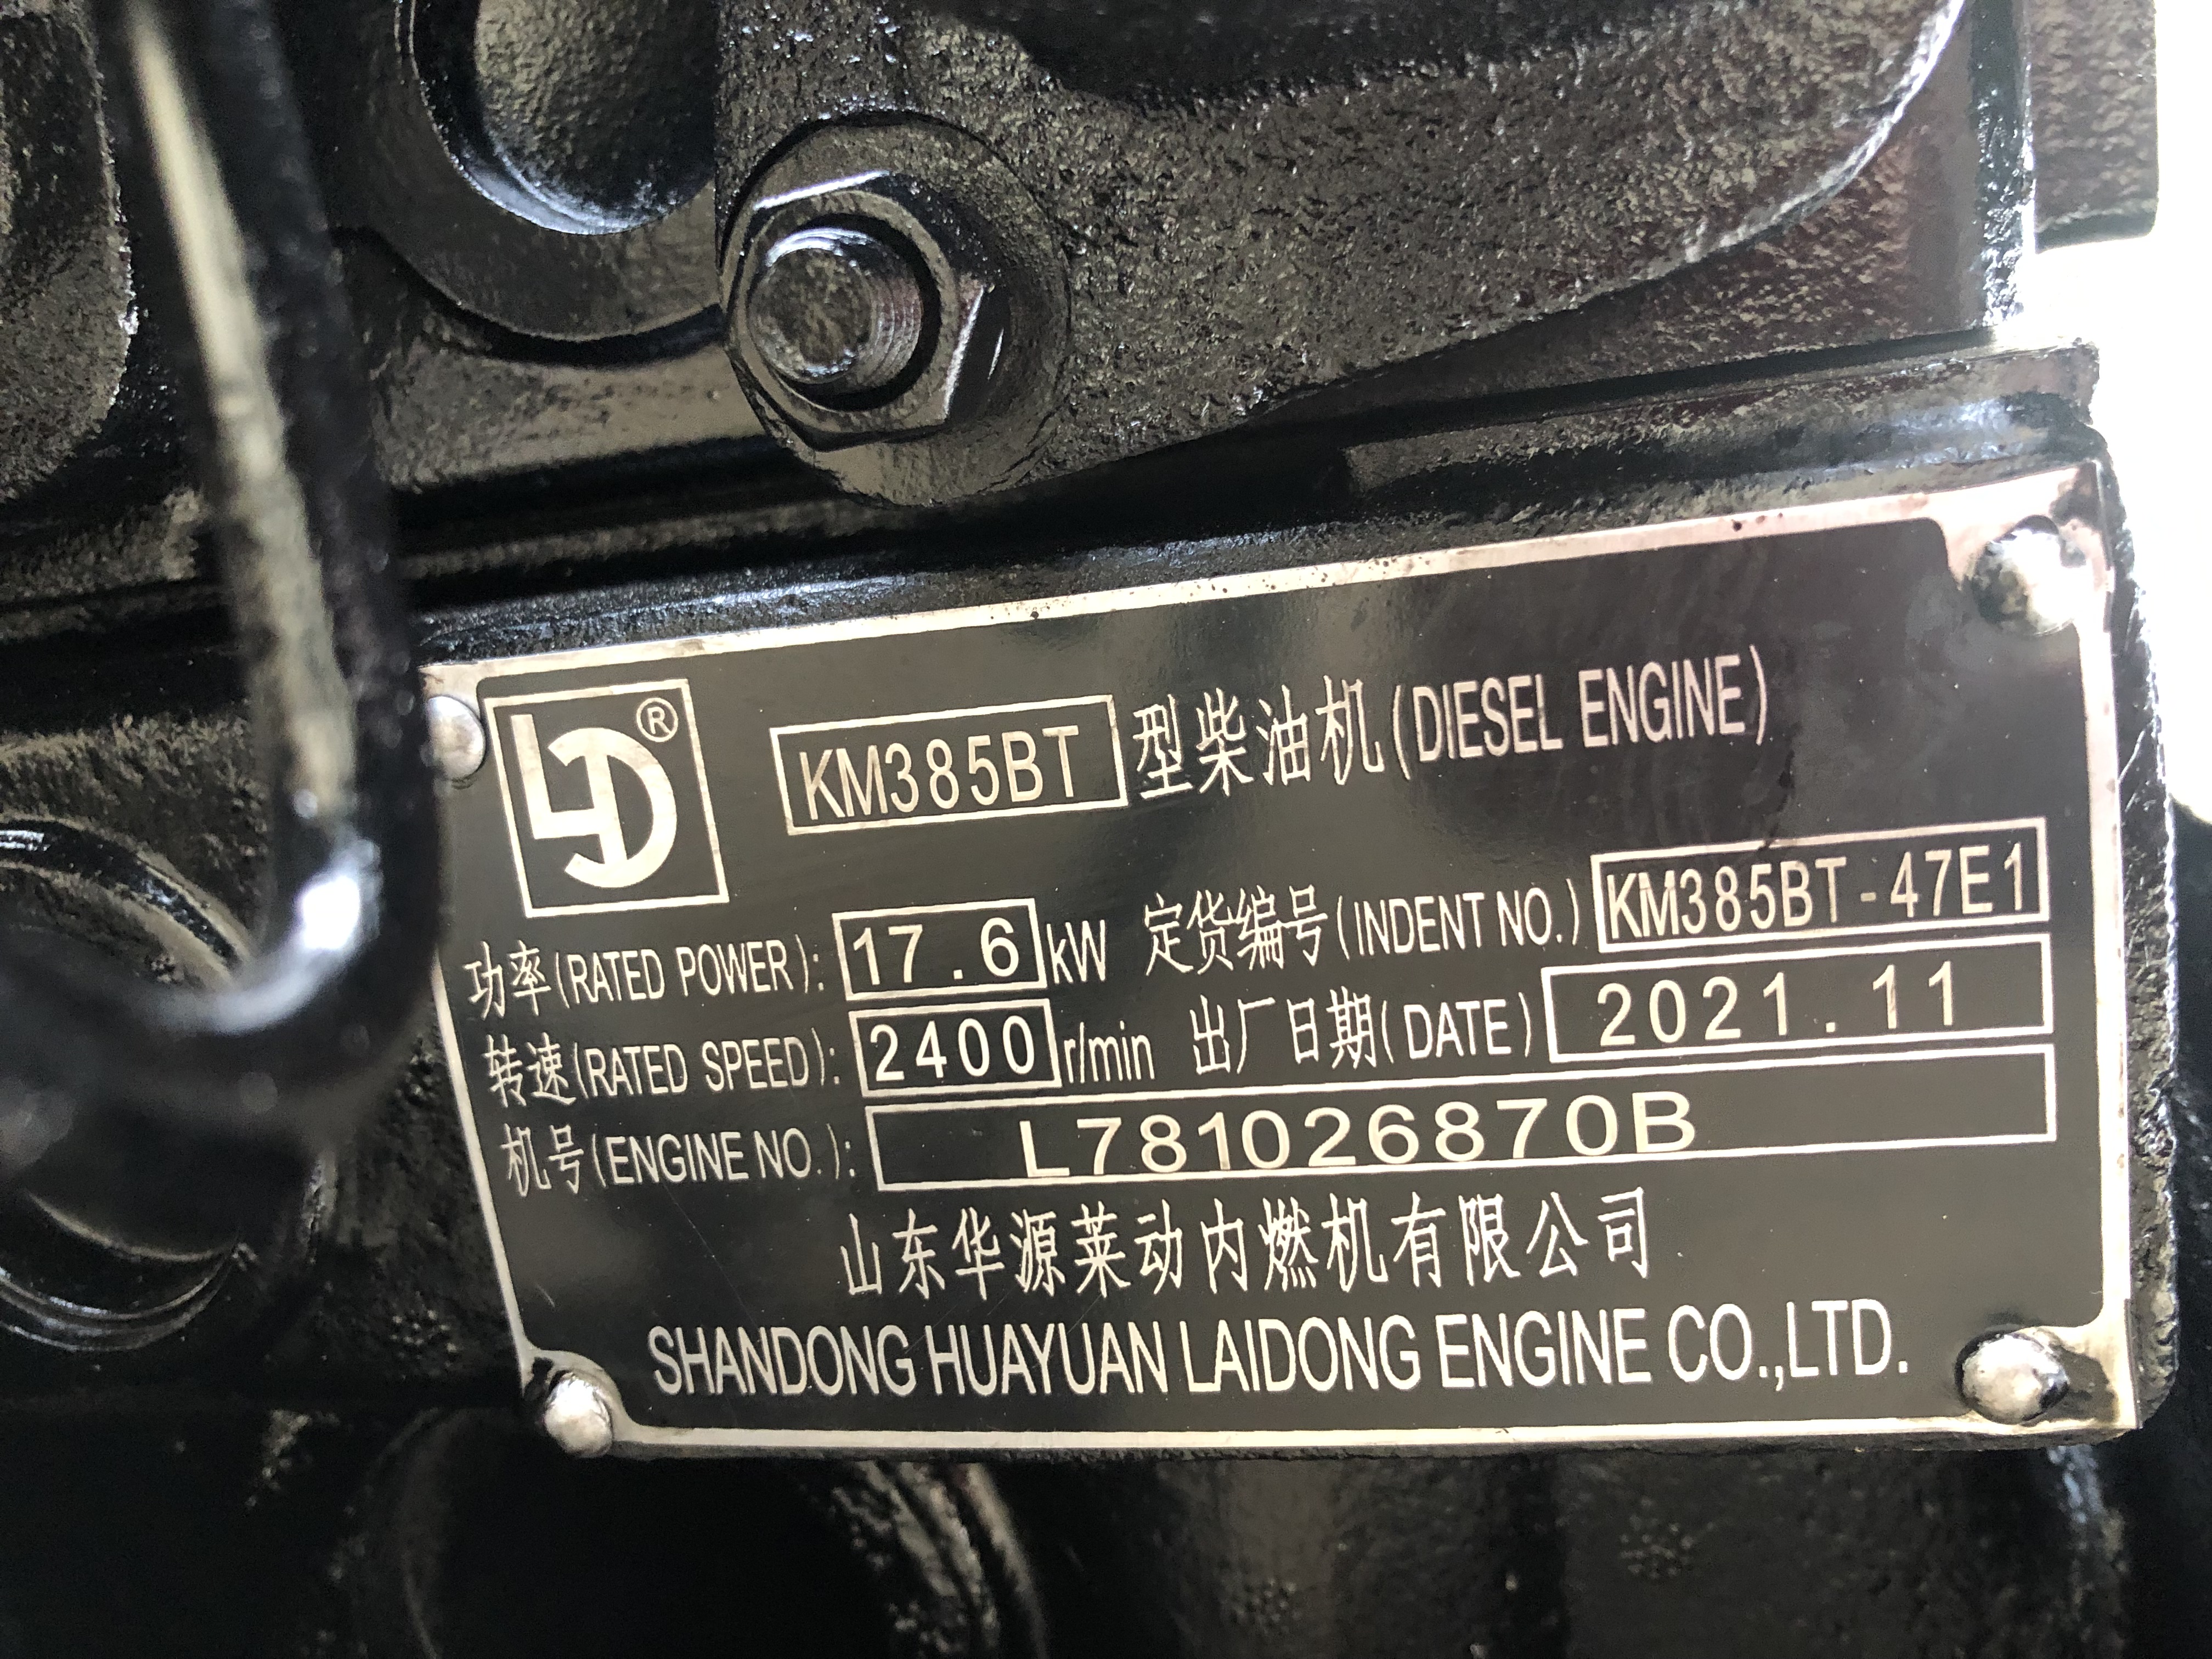 LD®
KM385BT 型柴油机(DIESEL ENGINE)
功率(RATED POWER): 17.6 kW 定货编号(INDENT NO.) KM385BT-47E1
转速(RATED SPEED): 2400 r/min 出厂日期(DATE) 2021.11
机号(ENGINE NO.): L781026870B
山东华源莱动内燃机有限公司
SHANDONG HUAYUAN LAIDONG ENGINE CO.,LTD.